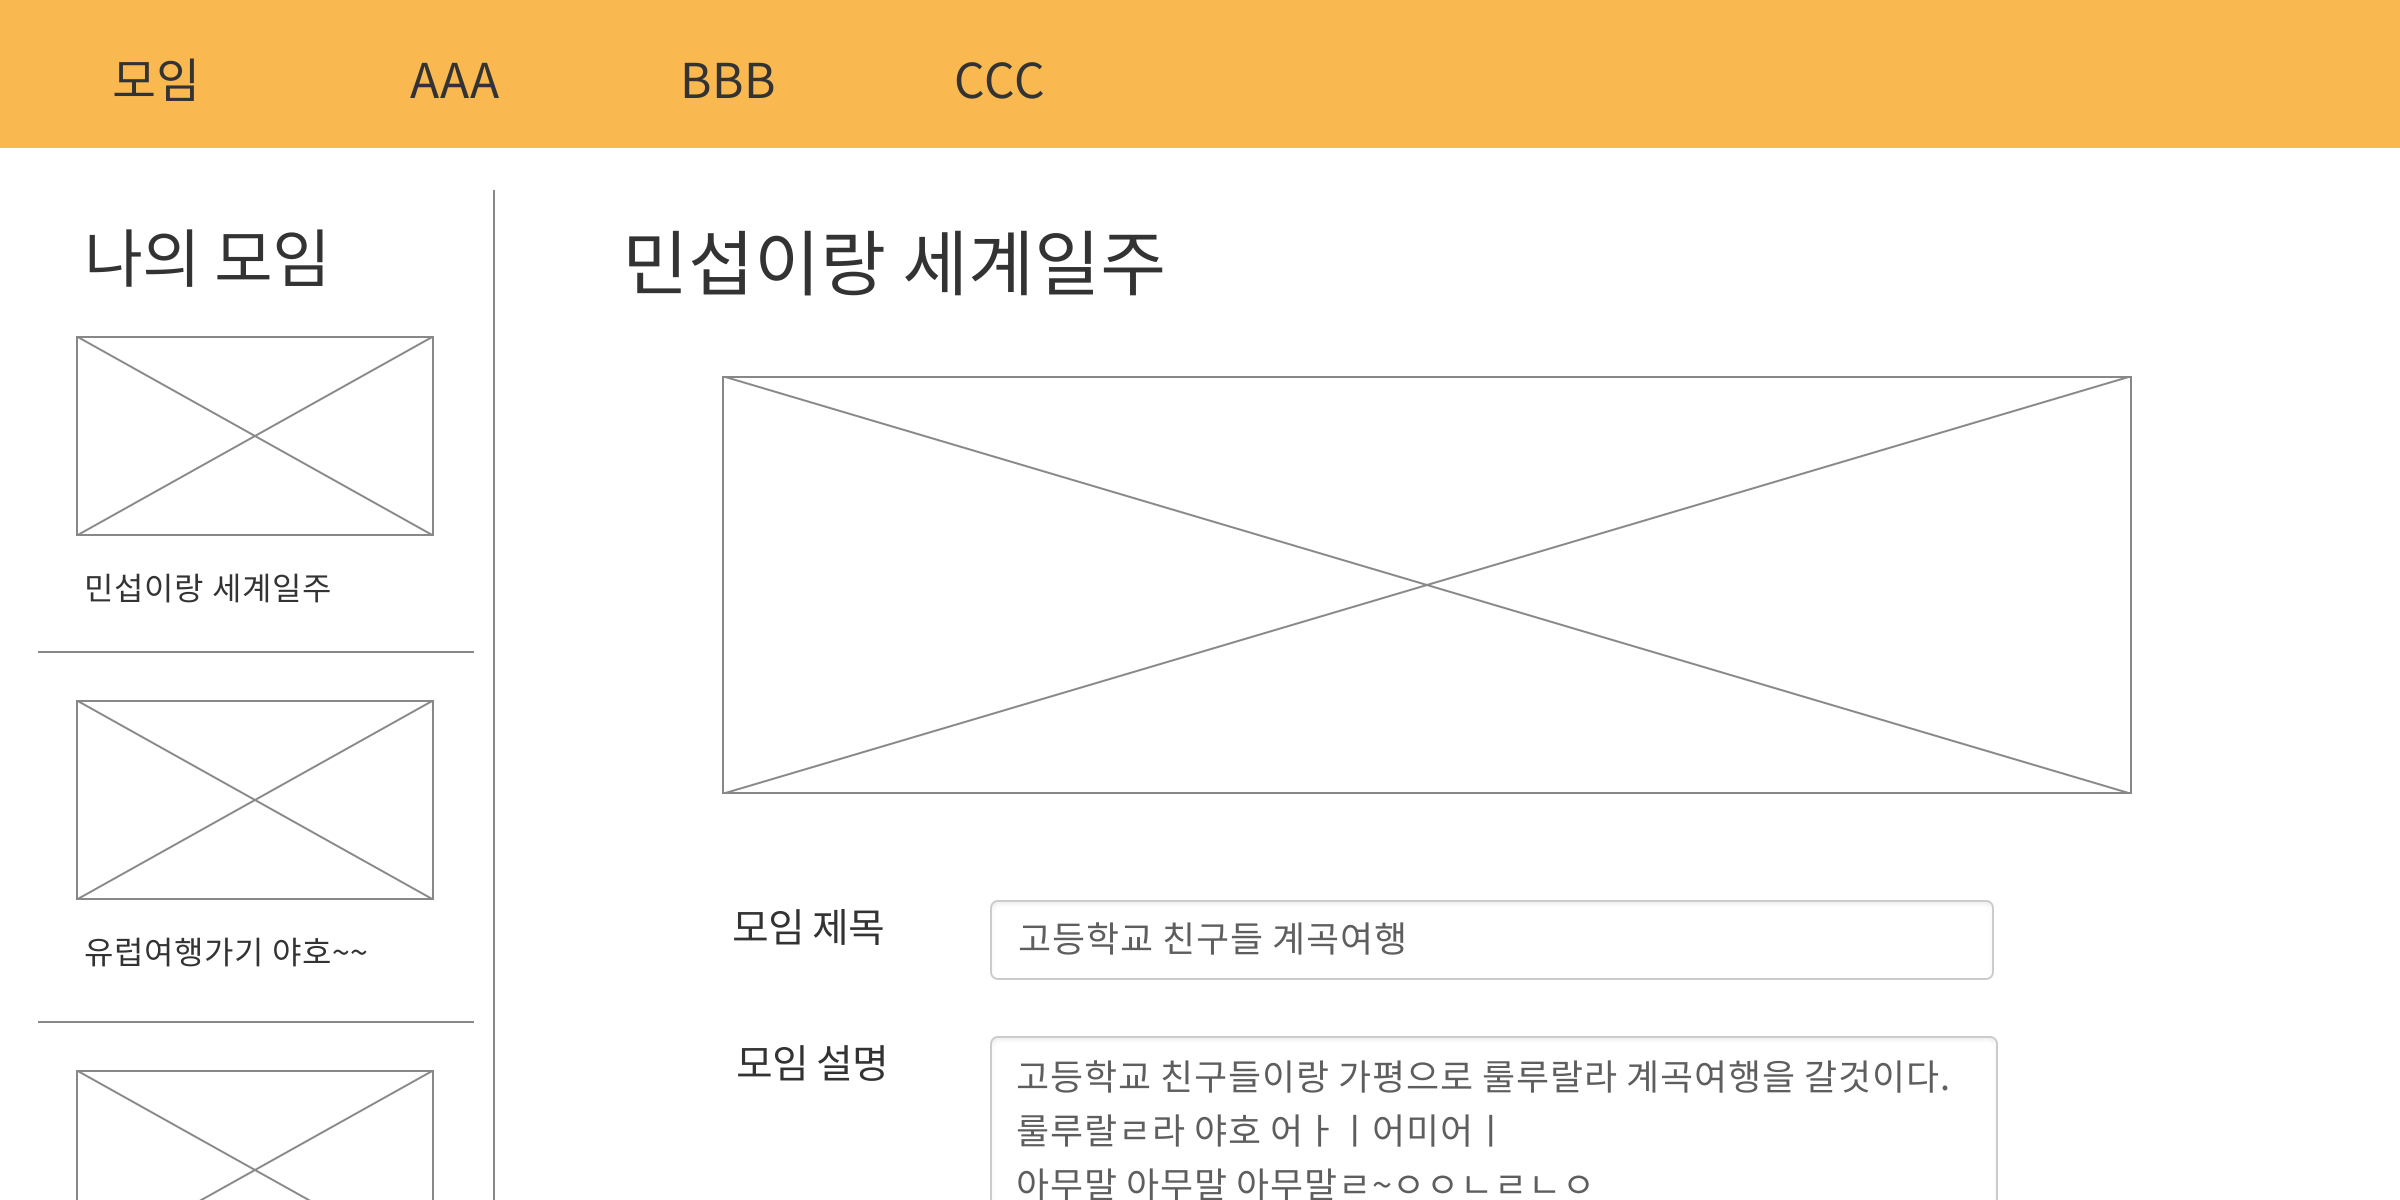 모임 AAA BBB CCC
나의 모임
민섭이랑 세계일주
유럽여행가기 야호~~
민섭이랑 세계일주
모임 제목
고등학교 친구들 계곡여행
모임 설명
고등학교 친구들이랑 가평으로 룰루랄라 계곡여행을 갈것이다.
룰루랄ㄹ라 야호 어ㅏㅣ어미어ㅣ
아무말 아무말 아무말ㄹ~ㅇㅇㄴㄹㄴㅇ